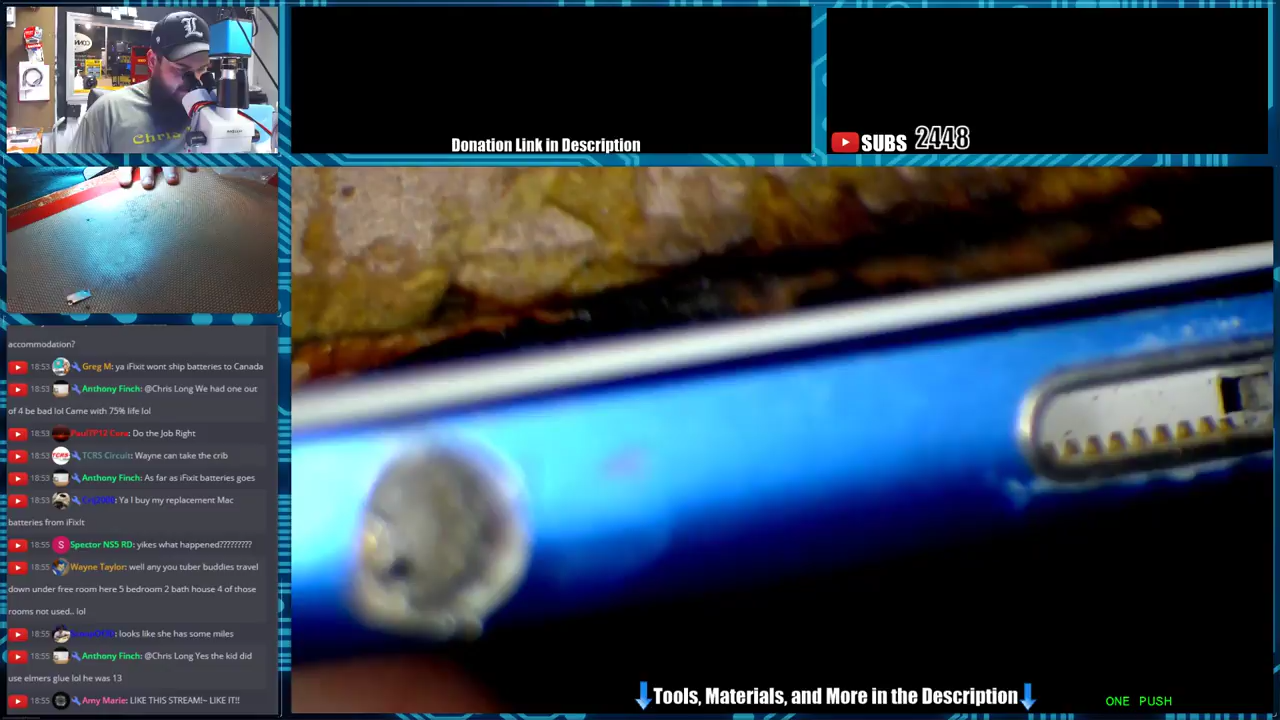 Donation Link in Description
SUBS 2448
accommodation?
18:53 Greg M: ya iFixit wont ship batteries to Canada
18:53 Anthony Finch: @Chris Long We had one out
of 4 be bad lol Came with 75% life lol
18:53 Do the Job Right
18:53 TCRS Circuit: Wayne can take the crib
18:53 Anthony Finch: As far as iFixit batteries goes
18:53 Ya I buy my replacement Mac
batteries from iFixIt
18:55 Spector NS5 RD: yikes what happened?????????
18:55 Wayne Taylor: well any you tuber buddies travel
down under free room here 5 bedroom 2 bath house 4 of those
rooms not used.. lol
18:55 looks like she has some miles
18:55 Anthony Finch: @Chris Long Yes the kid did
use elmers glue lol he was 13
18:55 Amy Marie: LIKE THIS STREAM!~ LIKE IT!!
Tools, Materials, and More in the Description
ONE PUSH